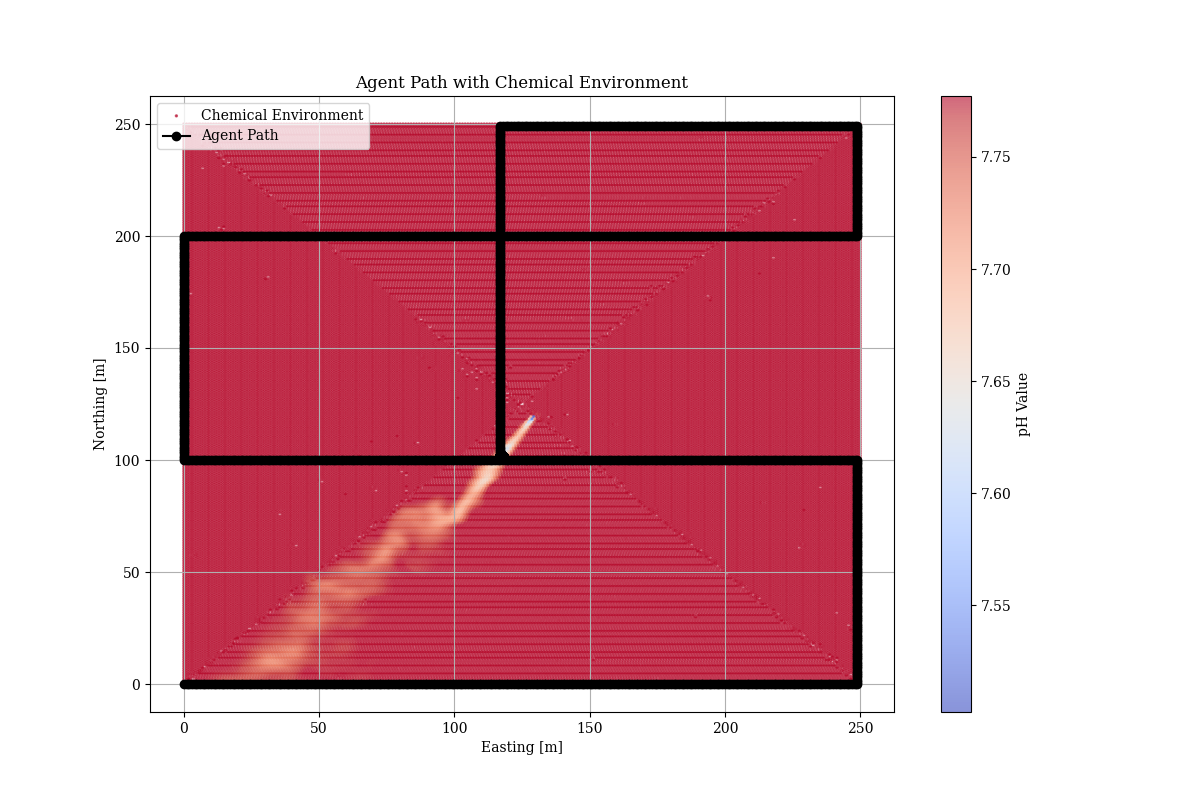 Agent Path with Chemical Environment
Chemical Environment
Agent Path
250
200
150
100
50
0
Northing [m]
0
50
100
150
200
250
Easting [m]
7.75
7.70
7.65
7.60
7.55
pH Value